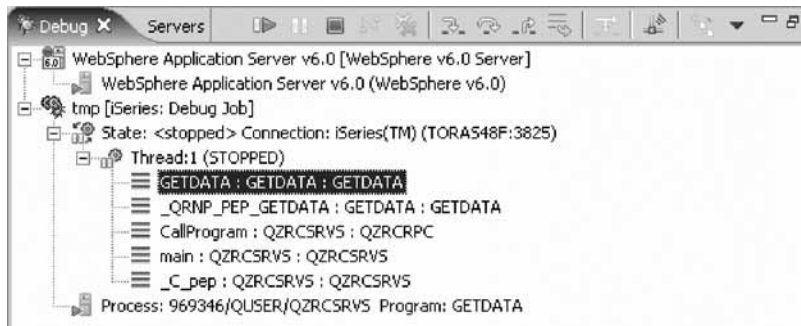 Debug Servers
WebSphere Application Server v6.0 [WebSphere v6.0 Server]
WebSphere Application Server v6.0 (WebSphere v6.0)
tmp [iSeries: Debug Job]
State: <stopped> Connection: iSeries(TM) (TORAS48F:3825)
Thread:1 (STOPPED)
GETDATA : GETDATA : GETDATA
_QRNP_PEP_GETDATA : GETDATA : GETDATA
CallProgram : QZRCSRVS : QZRCRPC
main : QZRCSRVS : QZRCSRVS
_C_pep : QZRCSRVS : QZRCSRVS
Process: 969346/QUSER/QZRCSRVS Program: GETDATA